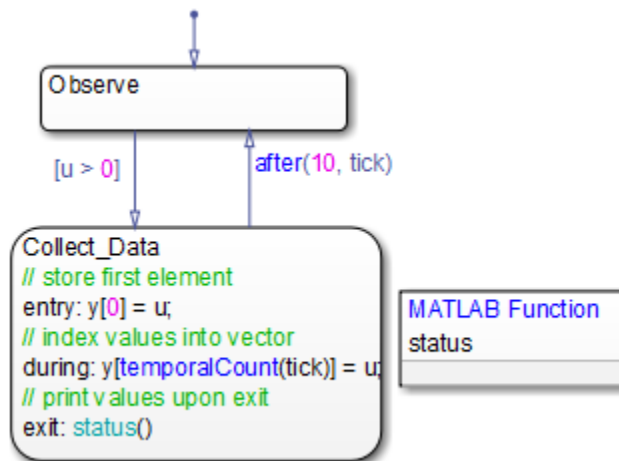 Observe
[u > 0]
after(10, tick)
Collect_Data
// store first element
entry: y[0] = u;
// index values into vector
during: y[temporalCount(tick)] = u;
// print values upon exit
exit: status()
MATLAB Function
status